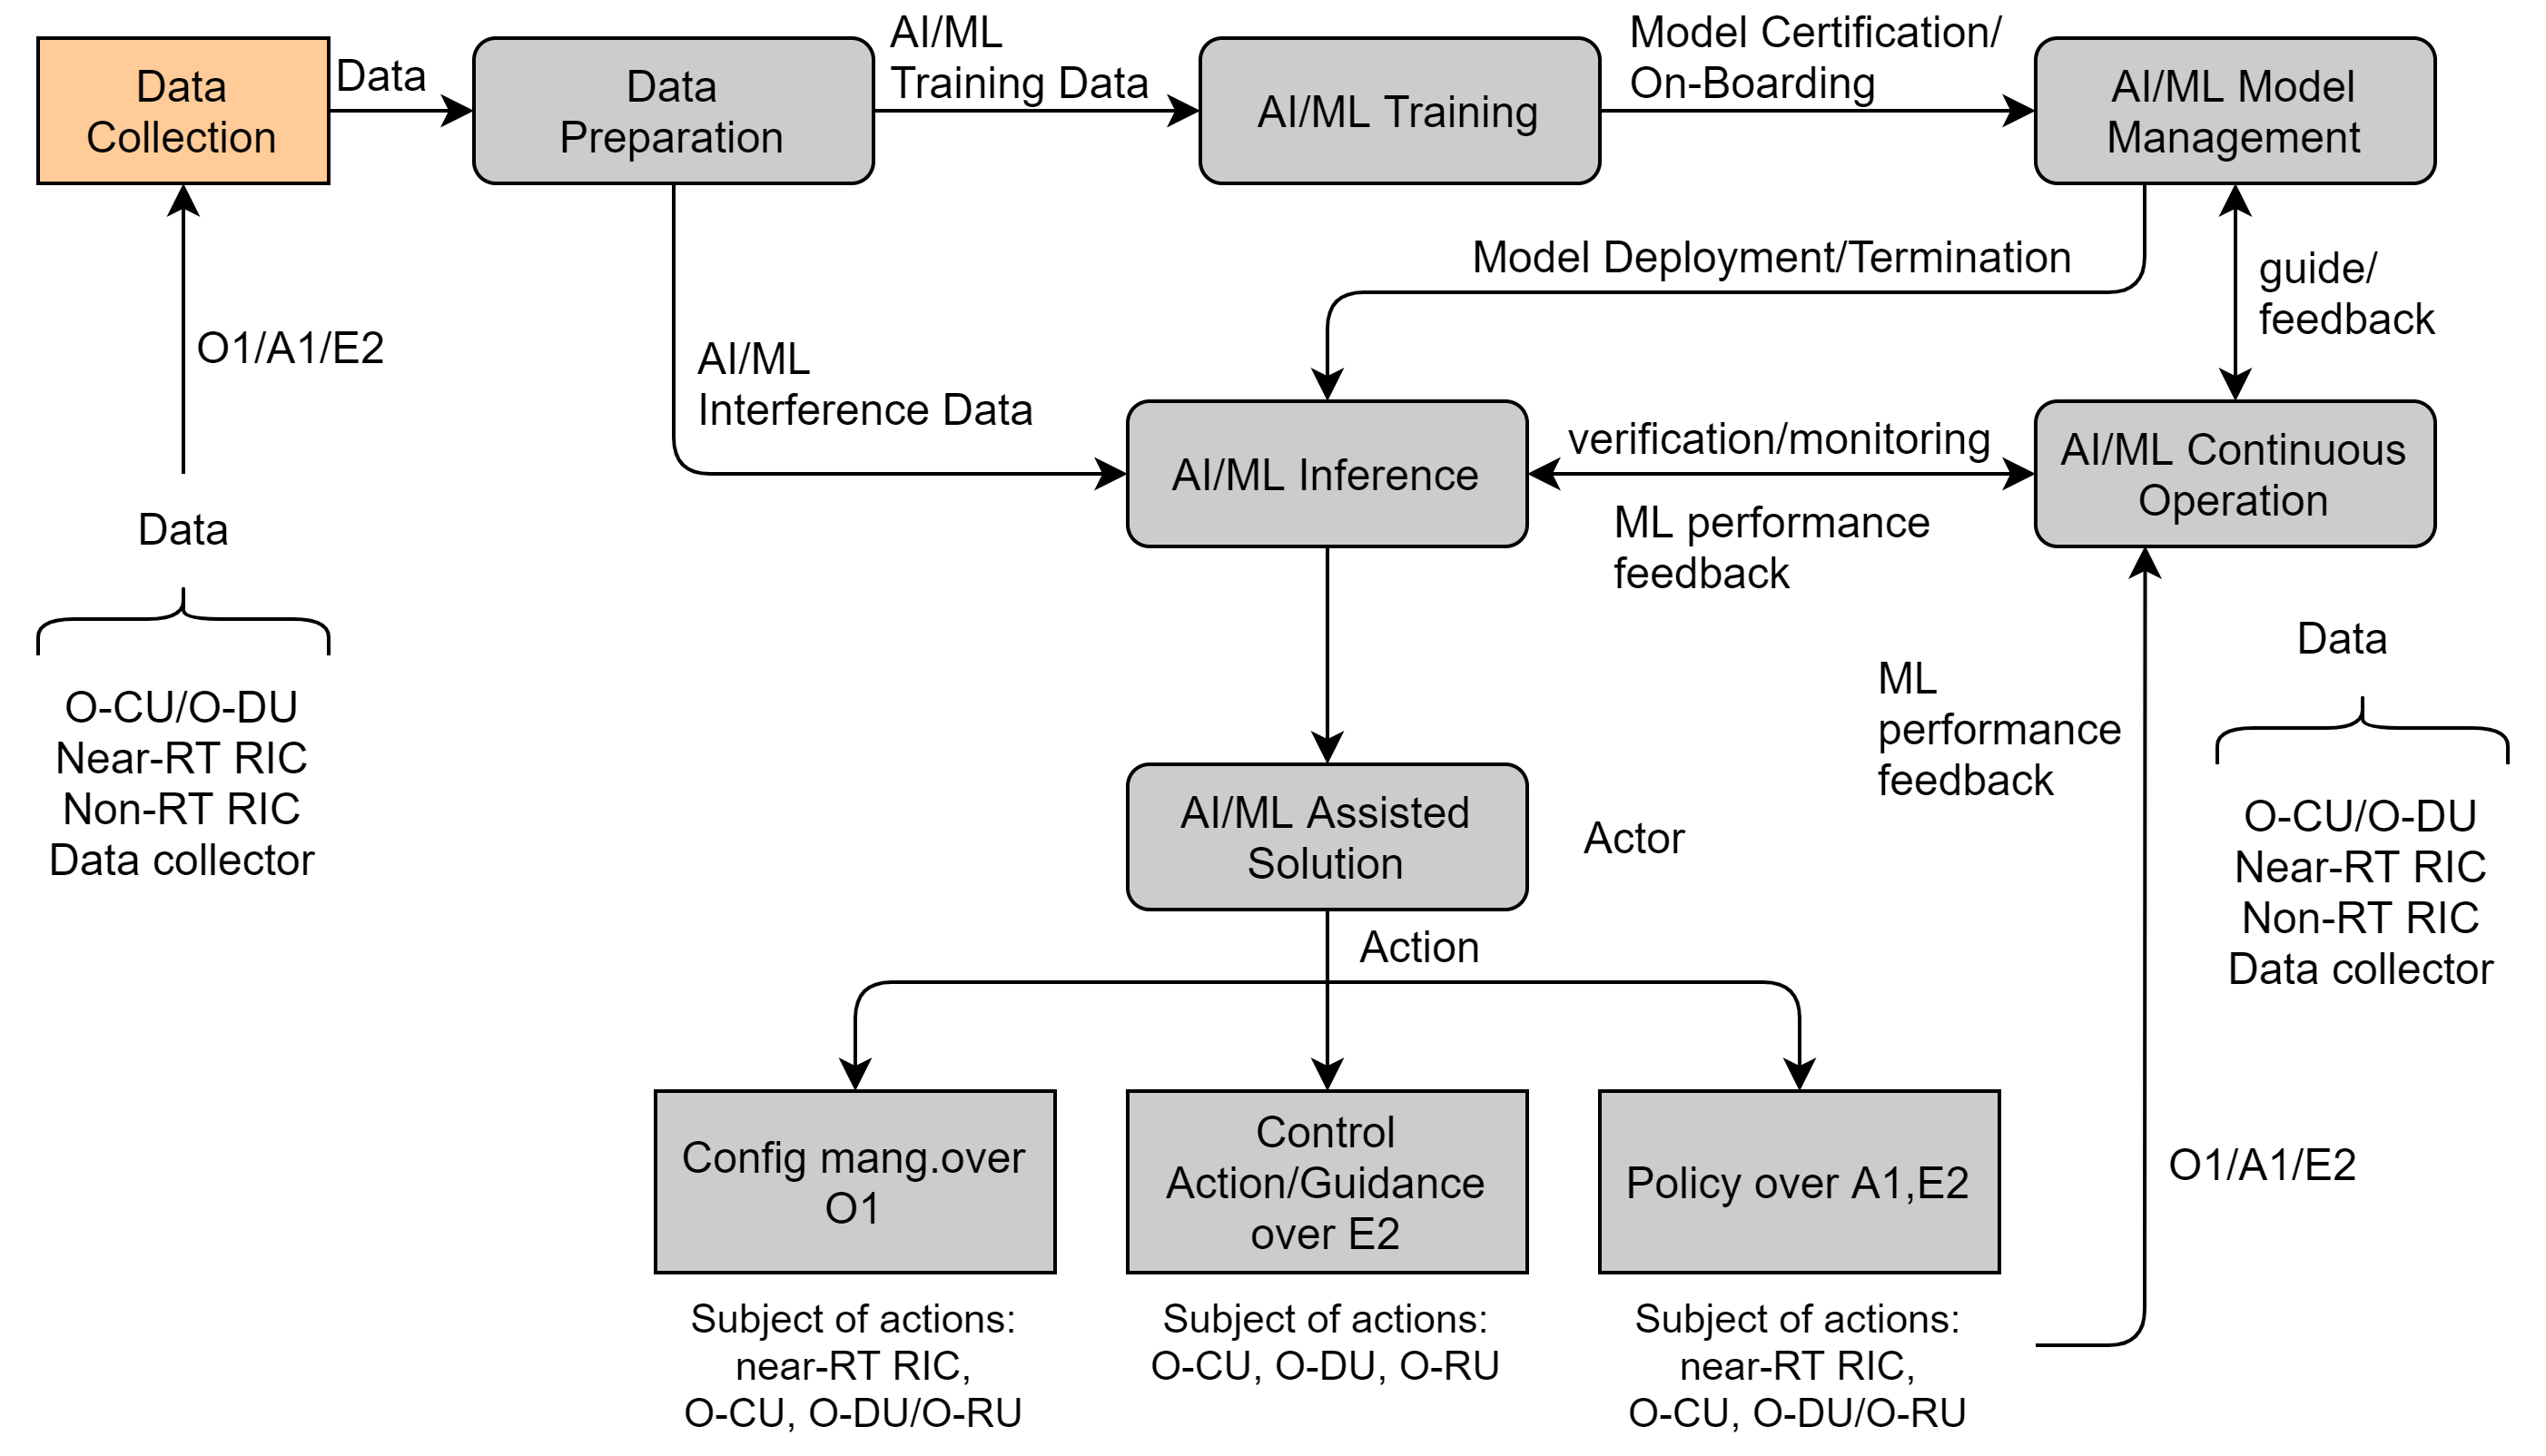 Data
Collection
Data
Data
Preparation
AI/ML
Training Data
AI/ML Training
Model Certification/
On-Boarding
AI/ML Model
Management
Model Deployment/Termination
guide/
feedback
O1/A1/E2
AI/ML
Interference Data
AI/ML Inference
verification/monitoring
ML performance
feedback
AI/ML Continuous
Operation
Data
O-CU/O-DU
Near-RT RIC
Non-RT RIC
Data collector
AI/ML Assisted
Solution
Actor
ML
performance
feedback
Data
O-CU/O-DU
Near-RT RIC
Non-RT RIC
Data collector
Action
Config mang.over
O1
Control
Action/Guidance
over E2
Policy over A1,E2
O1/A1/E2
Subject of actions:
near-RT RIC,
O-CU, O-DU/O-RU
Subject of actions:
O-CU, O-DU, O-RU
Subject of actions:
near-RT RIC,
O-CU, O-DU/O-RU